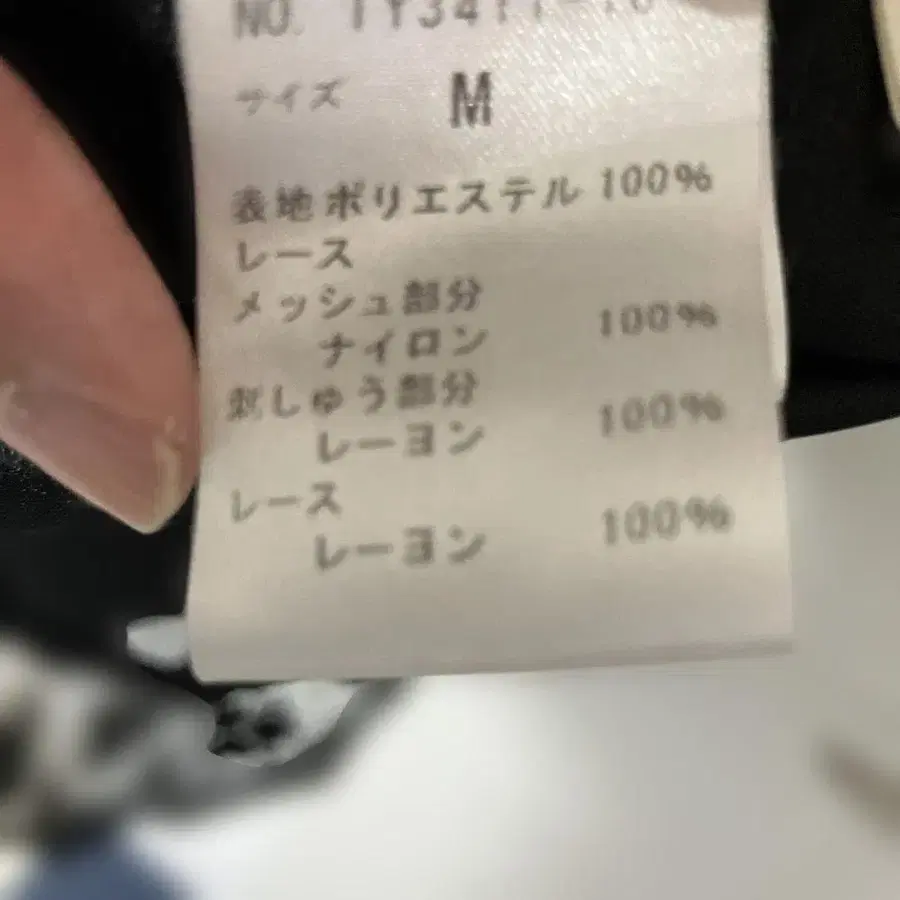 NO.
サイズ M
表地ポリエステル 100%
レース
メッシュ部分
ナイロン 100%
刺しゅう部分
レーヨン 100%
レース
レーヨン 100%